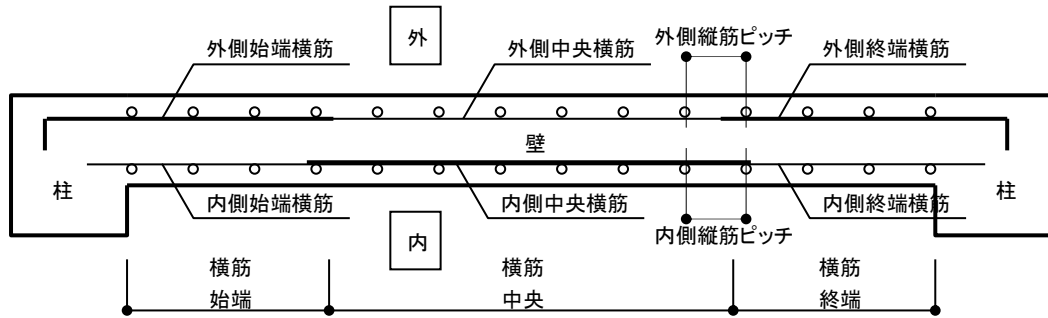 外
外側始端横筋
外側中央横筋
外側縦筋ピッチ
外側終端横筋
壁
柱
柱
内側始端横筋
内側中央横筋
内側終端横筋
内側縦筋ピッチ
内
横筋
始端
横筋
中央
横筋
終端